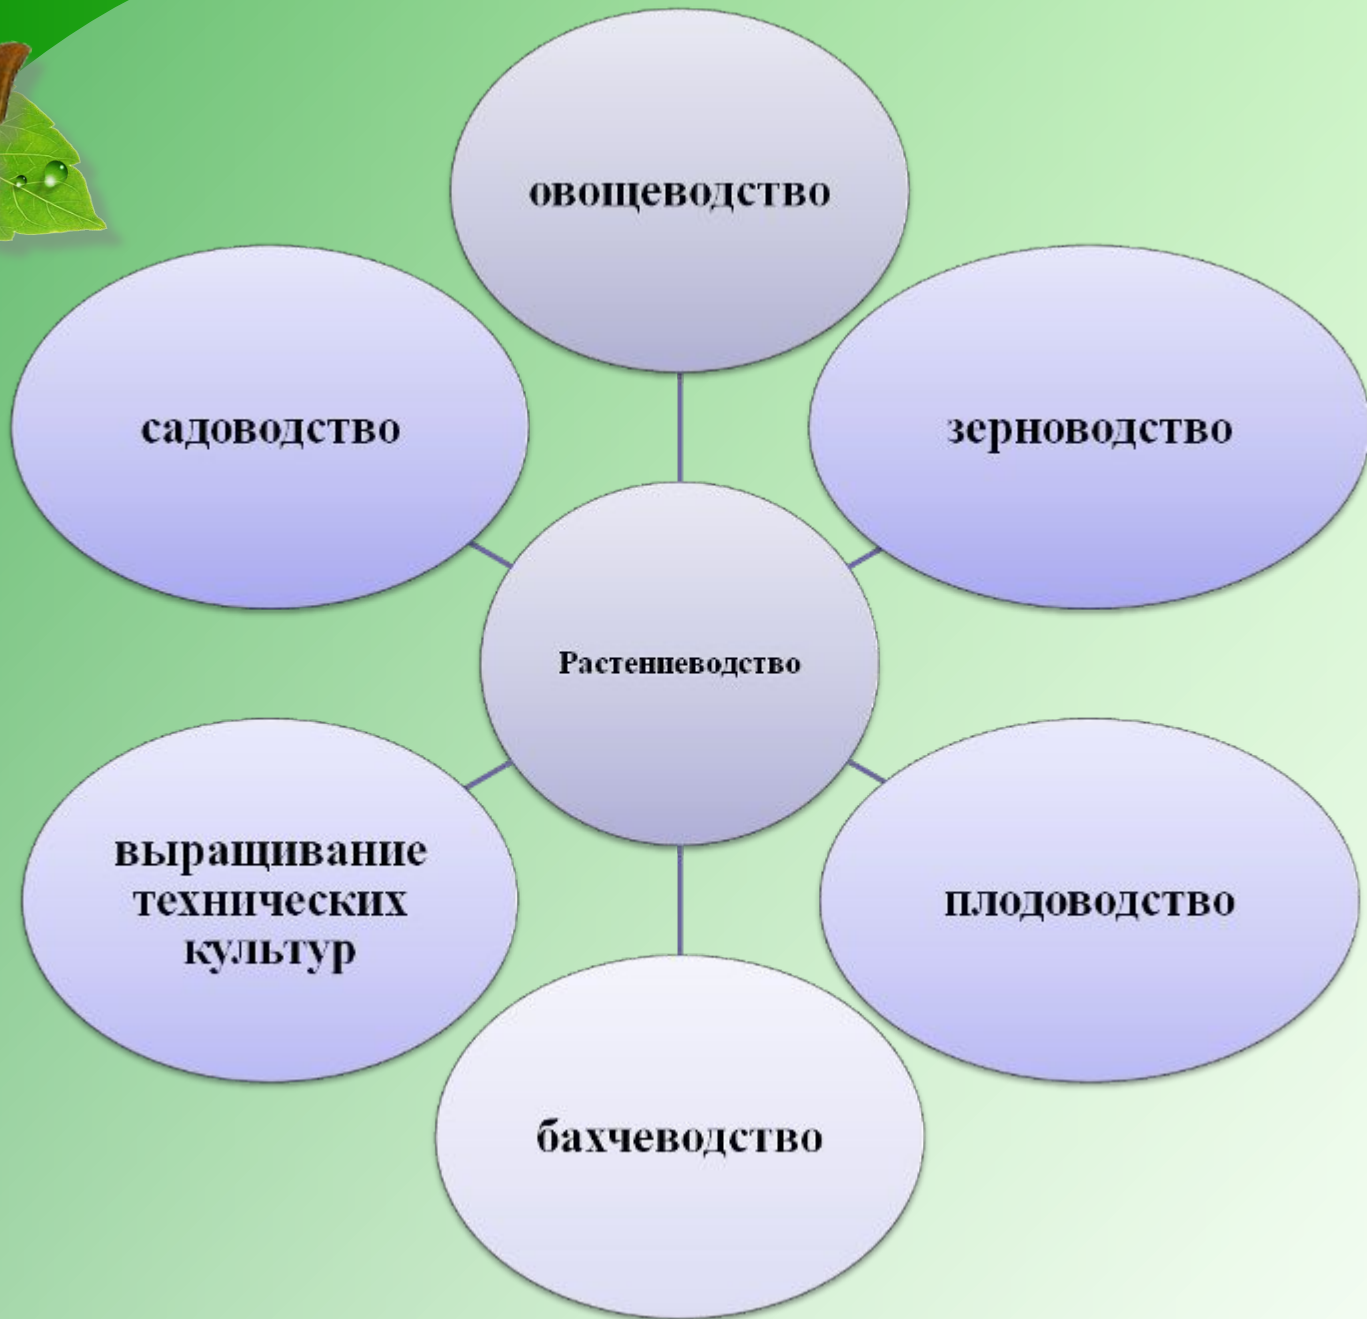 овощеводство
садоводство
зерноводство
Растениеводство
выращивание
технических
культур
плодоводство
бахчеводство